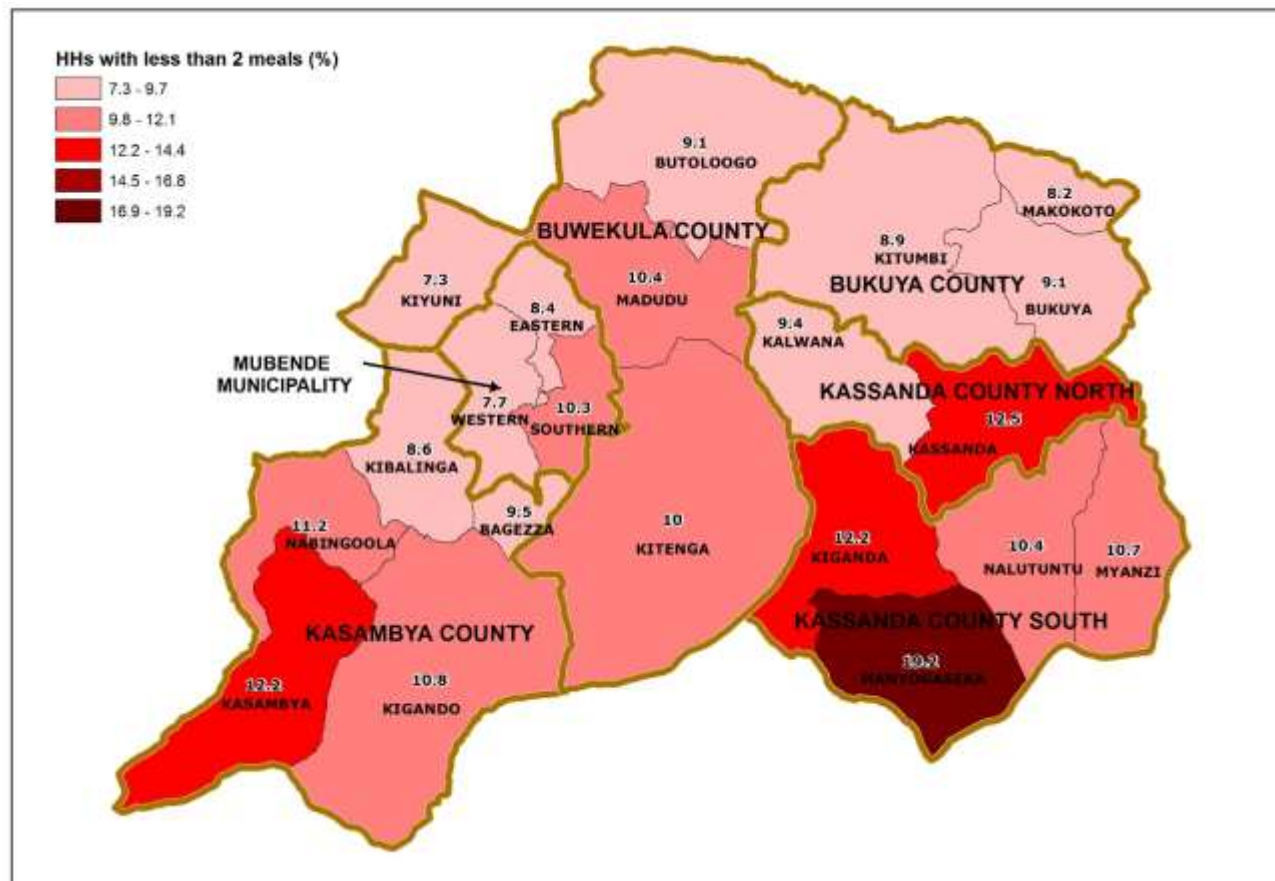 HHs with less than 2 meals (%)
7.3 - 9.7
9.8 - 12.1
12.2 - 14.4
14.5 - 16.8
16.9 - 19.2
9.1
BUTOLOOGO
8.2
MAKOKOTO
BUWEKULA COUNTY
8.9
KITUMBI
BUKUYA COUNTY
9.1
BUKUYA
7.3
KIYUNI
10.4
MADUDU
8.4
EASTERN
9.4
KALWANA
MUBENDE
MUNICIPALITY
KASSANDA COUNTY NORTH
12.5
KASSANDA
7.7
WESTERN
10.3
SOUTHERN
8.6
KIBALINGA
9.5
BAGEZZA
11.2
NABINGOOLA
10
KITENGA
12.2
KIGANDA
10.4
NALUTUNTU
10.7
MYANZI
KASAMBYA COUNTY
KASSANDA COUNTY SOUTH
19.2
MANYOGASEKA
12.2
KASAMBYA
10.8
KIGANDO